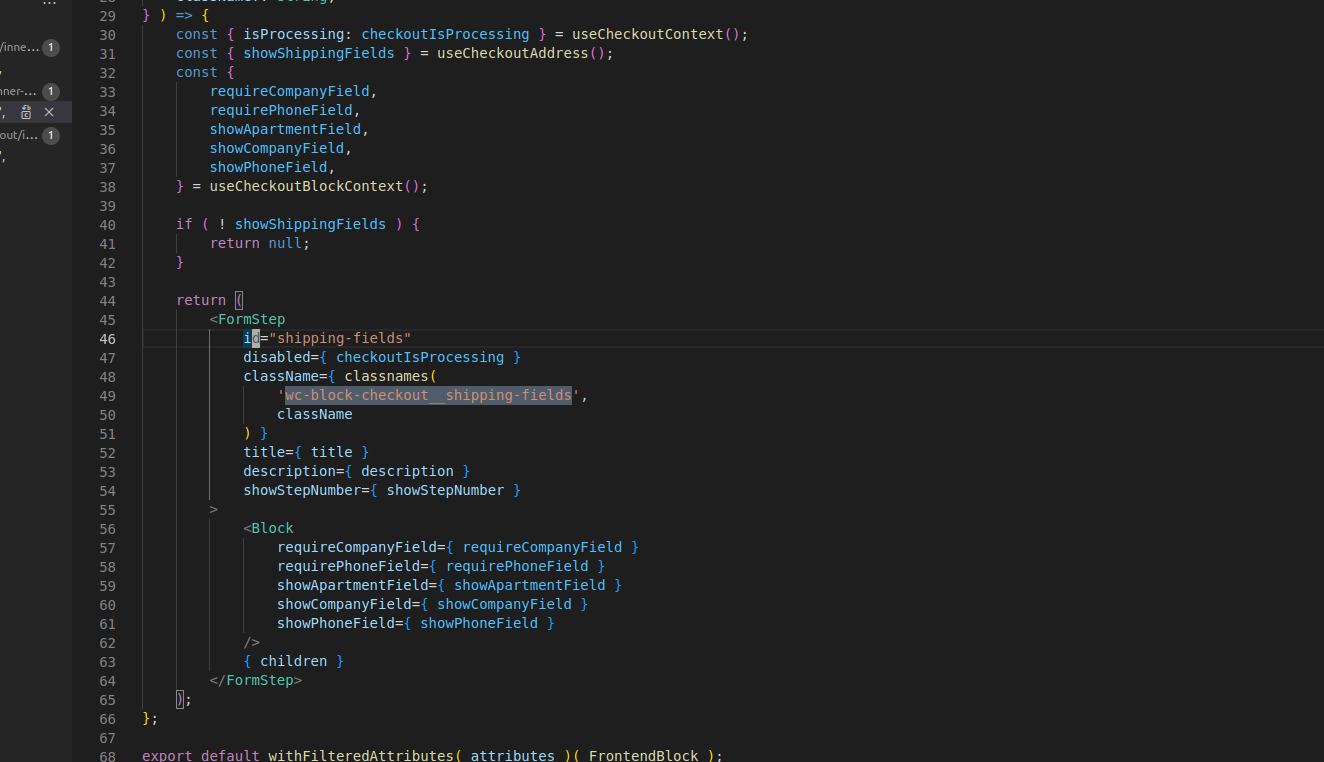 ...
29 } ) => {
/inne... 1
30 const { isProcessing: checkoutIsProcessing } = useCheckoutContext();
31 const { showShippingFields } = useCheckoutAddress();
32 const {
nner-... 1
33 requireCompanyField,
34 requirePhoneField,
35 showApartmentField,
out/i... 1
36 showCompanyField,
37 showPhoneField,
38 } = useCheckoutBlockContext();
39
40 if ( ! showShippingFields ) {
41 return null;
42 }
43
44 return (
45 <FormStep
46 id="shipping-fields"
47 disabled={ checkoutIsProcessing }
48 className={ classnames(
49 'wc-block-checkout__shipping-fields',
50 className
51 ) }
52 title={ title }
53 description={ description }
54 showStepNumber={ showStepNumber }
55 >
56 <Block
57 requireCompanyField={ requireCompanyField }
58 requirePhoneField={ requirePhoneField }
59 showApartmentField={ showApartmentField }
60 showCompanyField={ showCompanyField }
61 showPhoneField={ showPhoneField }
62 />
63 { children }
64 </FormStep>
65 );
66 };
67
68 export default withFilteredAttributes( attributes )( FrontendBlock );